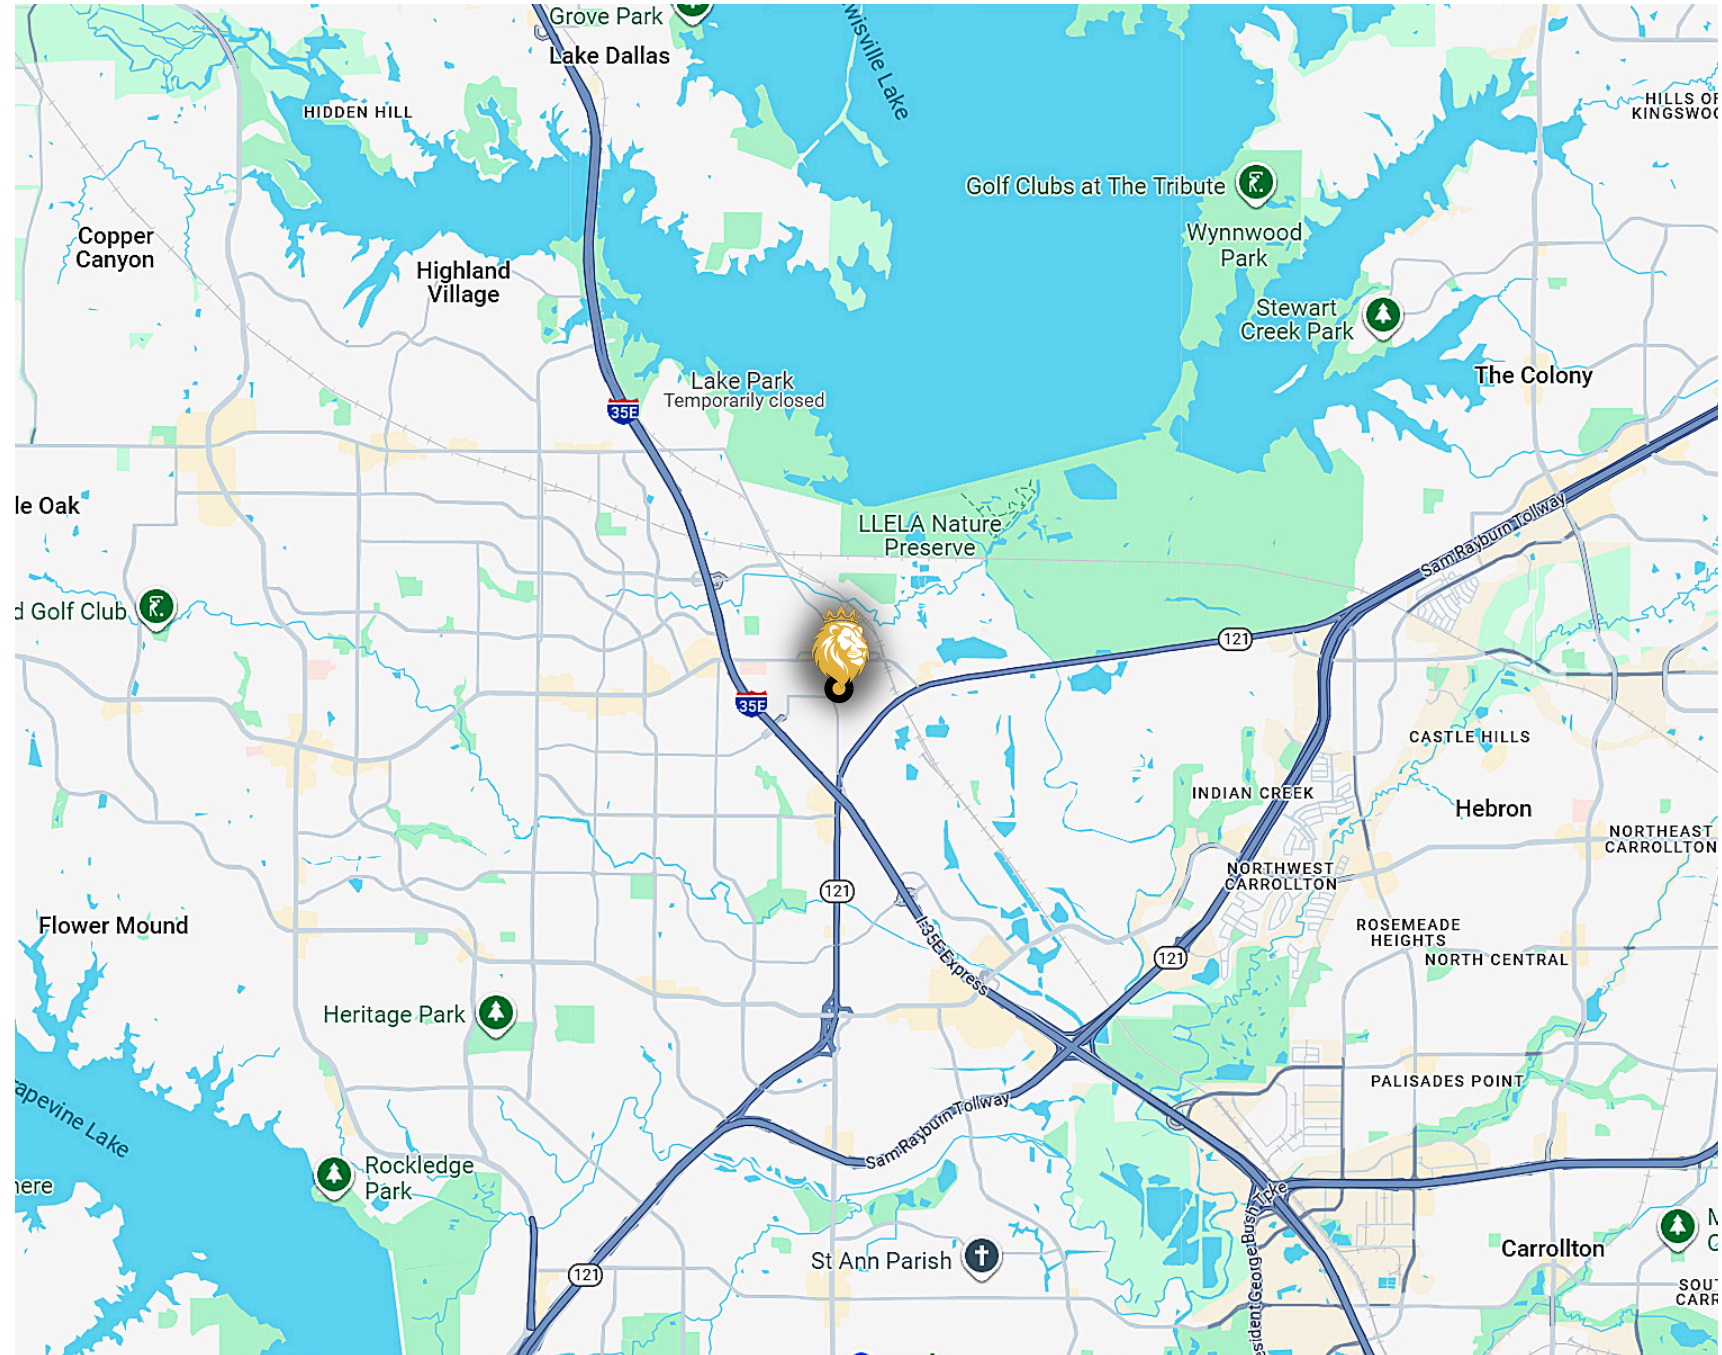 Grove Park
Lake Dallas
wisville Lake
HIDDEN HILL
HILLS OF
KINGSWOO
Golf Clubs at The Tribute
Copper
Canyon
Wynnwood
Park
Highland
Village
Stewart
Creek Park
Lake Park
Temporarily closed
The Colony
35E
le Oak
LLELA Nature
Preserve
Sam Rayburn Tollway
d Golf Club
121
35E
CASTLE HILLS
INDIAN CREEK
Hebron
NORTHEAST
CARROLLTON
NORTHWEST
CARROLLTON
121
Flower Mound
I-35E Express
ROSEMEADE
HEIGHTS
NORTH CENTRAL
121
Heritage Park
PALISADES POINT
apevine Lake
Sam Rayburn Tollway
Rockledge
Park
here
esident George Bush Trke
M
C
St Ann Parish
Carrollton
121
SOUT
CARR